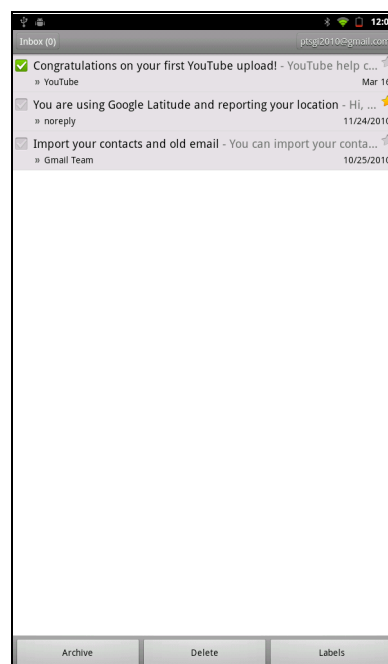 12:0
Inbox (0) ptsgi2010@gmail.com
Congratulations on your first YouTube upload! - YouTube help c...
» YouTube Mar 16
You are using Google Latitude and reporting your location - Hi, ...
» noreply 11/24/2010
Import your contacts and old email - You can import your conta...
» Gmail Team 10/25/2010
Archive Delete Labels